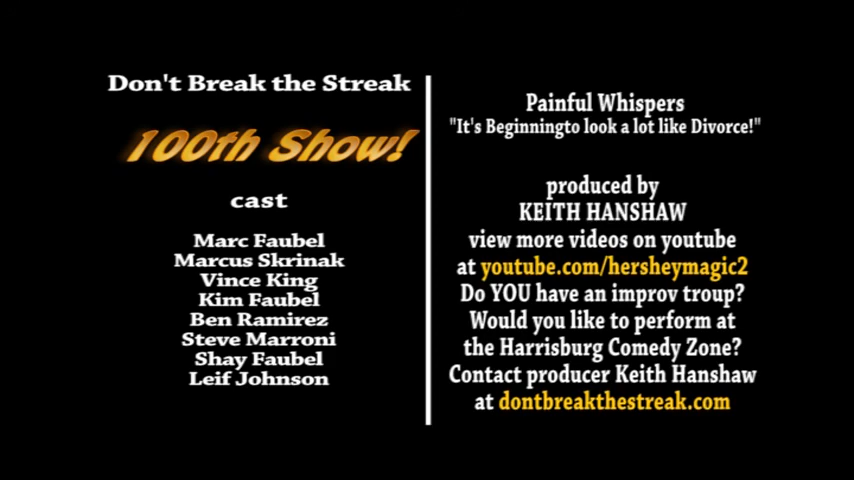 Don't Break the Streak
100th Show!
cast
Marc Faubel
Marcus Skrinak
Vince King
Kim Faubel
Ben Ramirez
Steve Marroni
Shay Faubel
Leif Johnson
Painful Whispers
"It's Beginningto look a lot like Divorce!"
produced by
KEITH HANSHAW
view more videos on youtube
at youtube.com/hersheymagic2
Do YOU have an improv troup?
Would you like to perform at
the Harrisburg Comedy Zone?
Contact producer Keith Hanshaw
at dontbreakthestreak.com